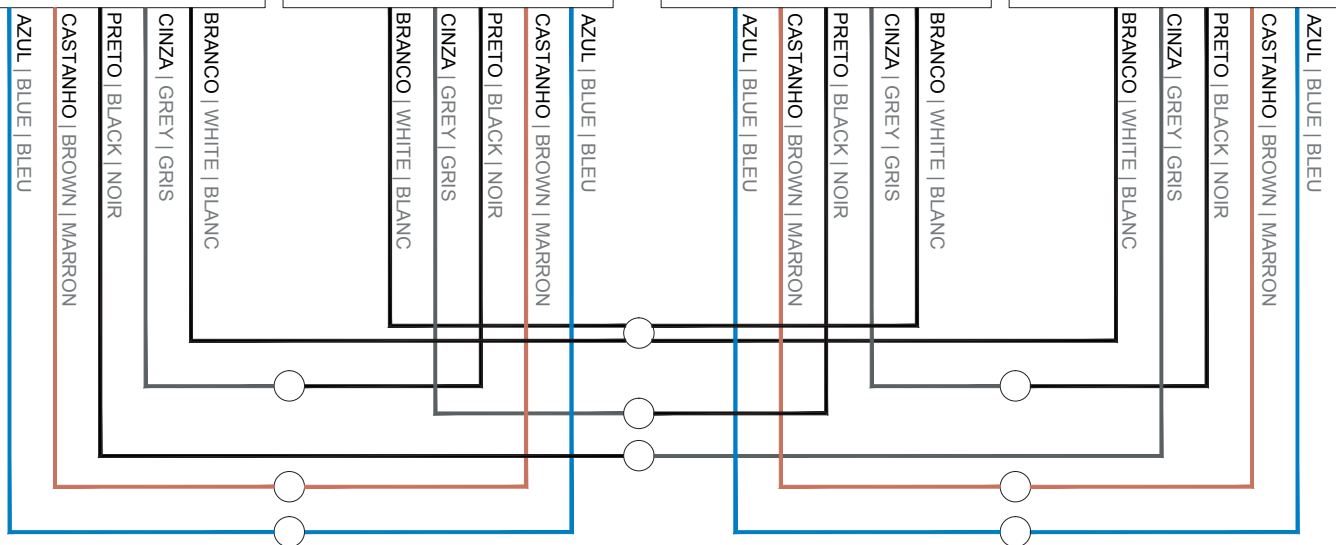 AZUL | BLUE | BLEU
CASTANHO | BROWN | MARRON
PRETO | BLACK | NOIR
CINZA | GREY | GRIS
BRANCO | WHITE | BLANC
BRANCO | WHITE | BLANC
CINZA | GREY | GRIS
PRETO | BLACK | NOIR
CASTANHO | BROWN | MARRON
AZUL | BLUE | BLEU
AZUL | BLUE | BLEU
CASTANHO | BROWN | MARRON
PRETO | BLACK | NOIR
CINZA | GREY | GRIS
BRANCO | WHITE | BLANC
BRANCO | WHITE | BLANC
CINZA | GREY | GRIS
PRETO | BLACK | NOIR
CASTANHO | BROWN | MARRON
AZUL | BLUE | BLEU